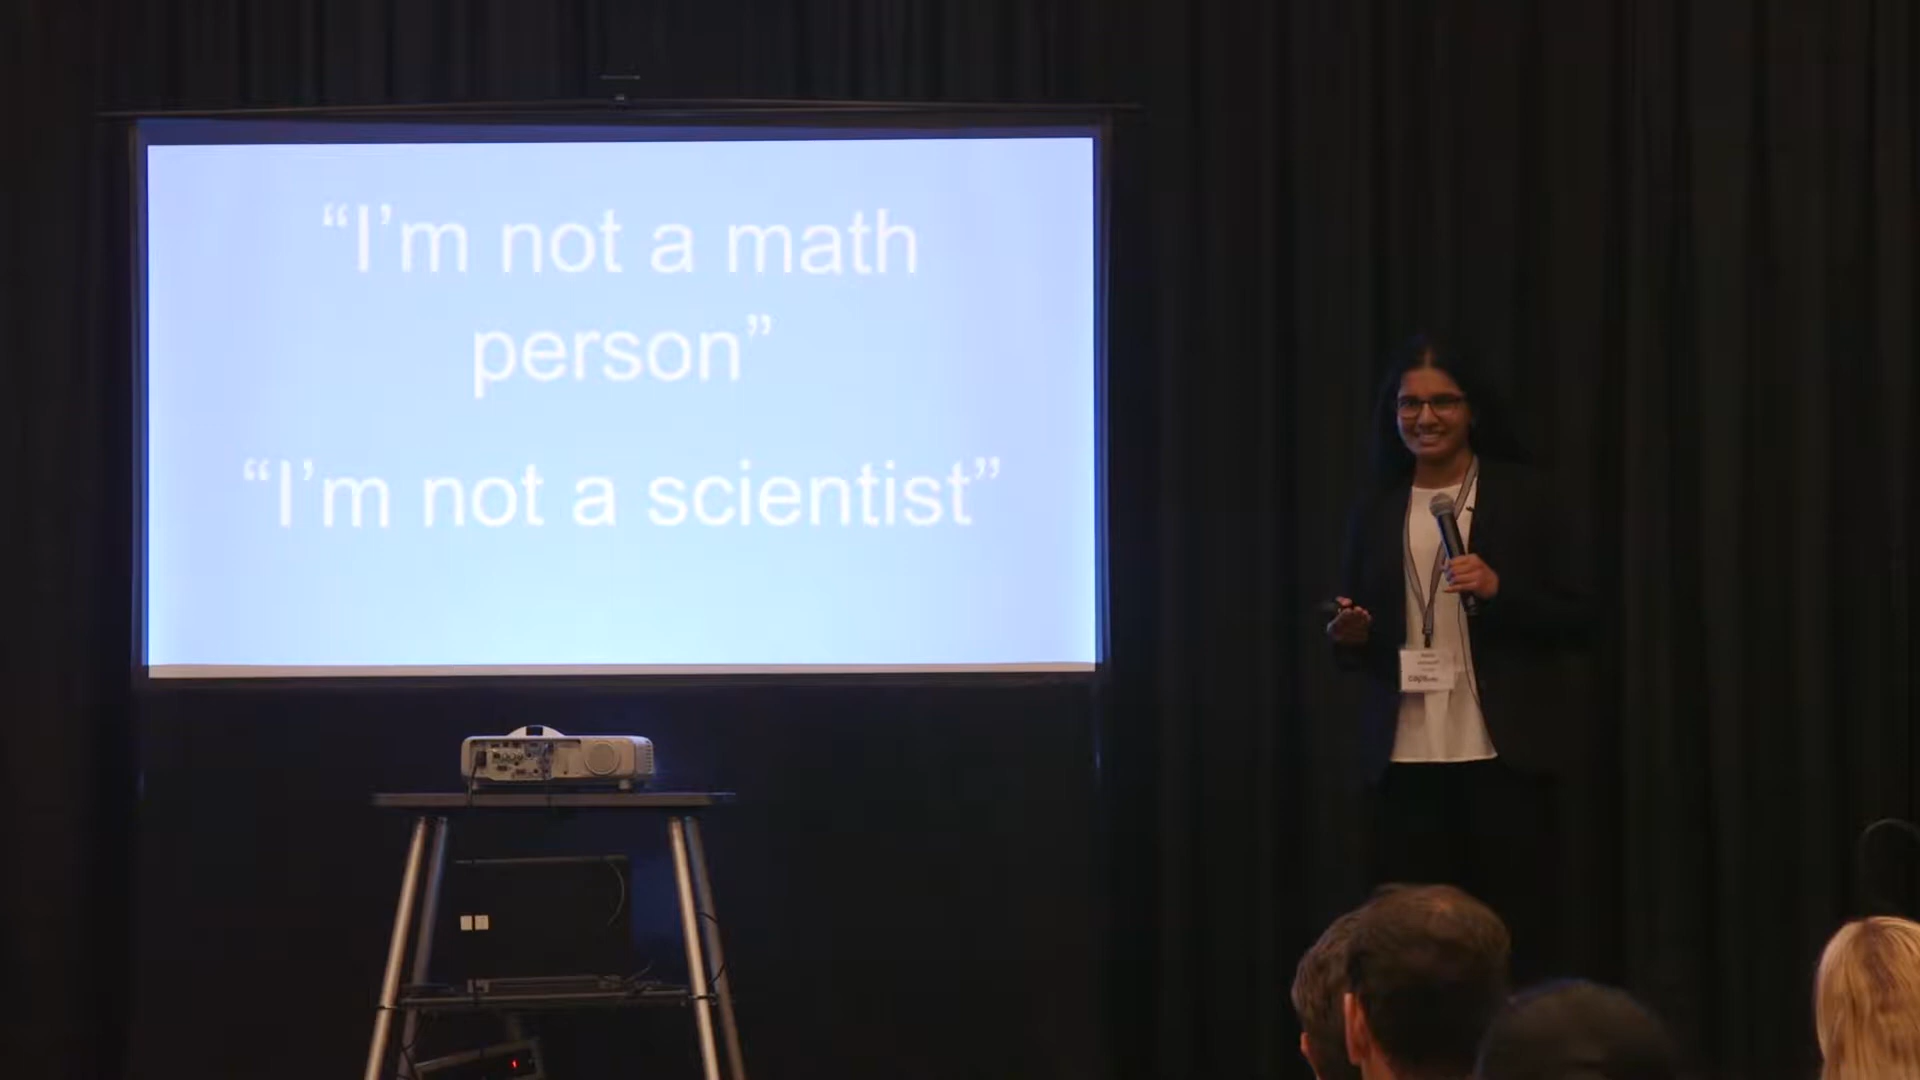 “I’m not a math
person”
“I’m not a scientist”